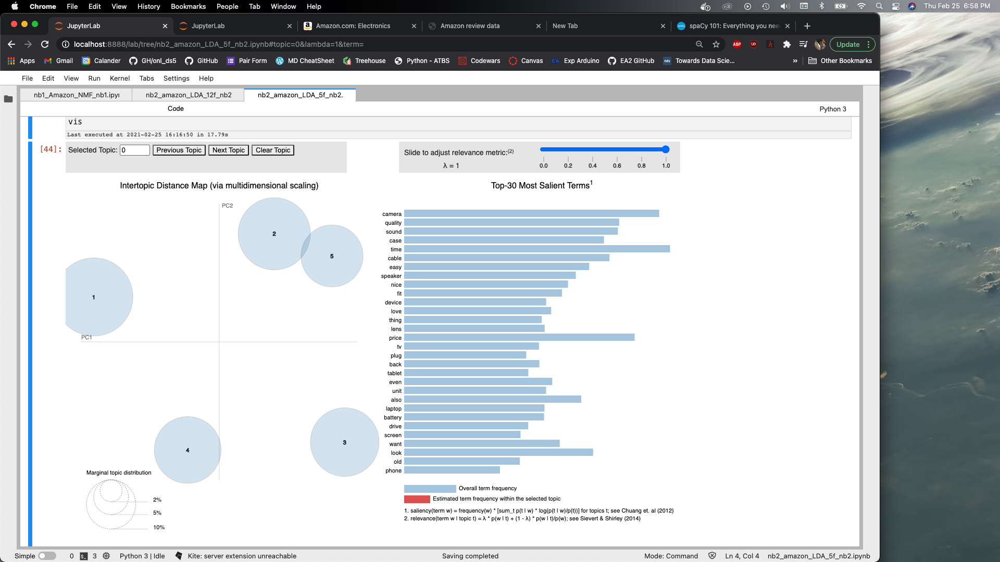 Chrome File Edit View History Bookmarks People Tab Window Help Thu Feb 25 6:58 PM
JupyterLab JupyterLab Amazon.com: Electronics Amazon review data New Tab spaCy 101: Everything you nee
localhost:8888/lab/tree/nb2_amazon_LDA_5f_nb2.ipynb#topic=0&lambda=1&term= ABP Update
Apps Gmail Calander GH/onl_ds5 GitHub Pair Form MD CheatSheet Treehouse Python - ATBS Codewars Canvas EA Exp Arduino EA2 GitHub tds Towards Data Scie... » Other Bookmarks
File Edit View Run Kernel Tabs Settings Help
nb1_Amazon_NMF_nb1.ipyn nb2_amazon_LDA_12f_nb2 nb2_amazon_LDA_5f_nb2.
Code Python 3
vis
Last executed at 2021-02-25 16:16:50 in 17.79s
[44]: Selected Topic: 0 Previous Topic Next Topic Clear Topic
Slide to adjust relevance metric:(2)
λ = 1
0.0 0.2 0.4 0.6 0.8 1.0
Intertopic Distance Map (via multidimensional scaling)
PC2
2
5
1
PC1
4
3
Marginal topic distribution
2%
5%
10%
Top-30 Most Salient Terms1
camera
quality
sound
case
time
cable
easy
speaker
nice
fit
device
love
thing
lens
price
tv
plug
back
tablet
even
unit
also
laptop
battery
drive
screen
want
look
old
phone
Overall term frequency
Estimated term frequency within the selected topic
1. saliency(term w) = frequency(w) * [sum_t p(t | w) * log(p(t | w)/p(t))] for topics t; see Chuang et. al (2012)
2. relevance(term w | topic t) = λ * p(w | t) + (1 - λ) * p(w | t)/p(w); see Sievert & Shirley (2014)
Simple 0 3 Python 3 | Idle Kite: server extension unreachable Saving completed Mode: Command Ln 4, Col 4 nb2_amazon_LDA_5f_nb2.ipynb